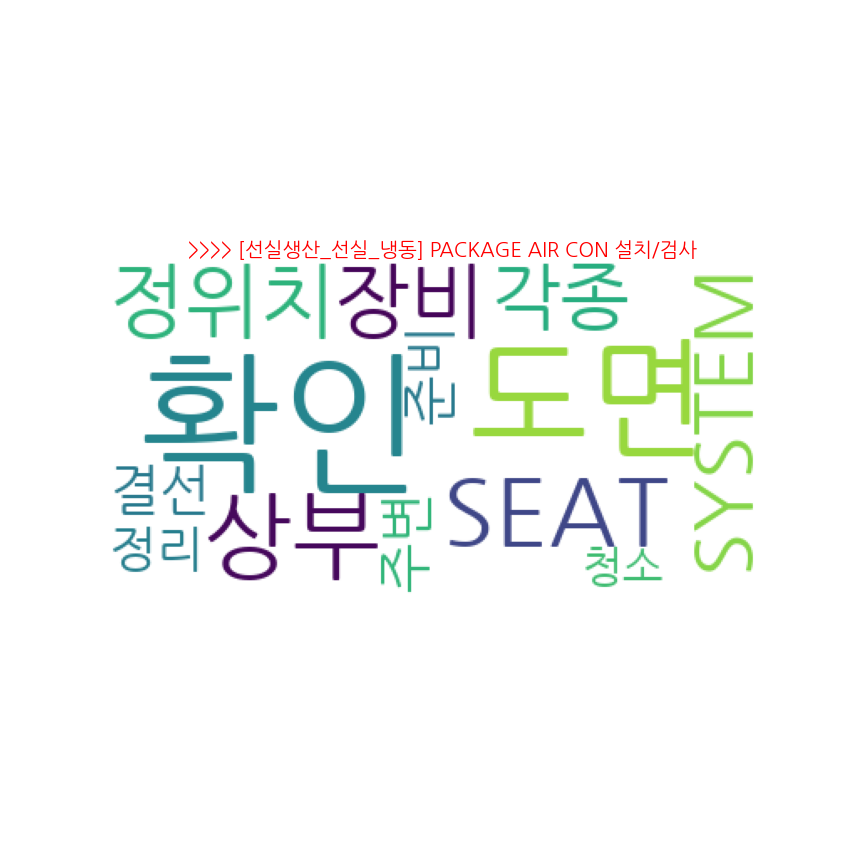 >>>> [선실생산_선실_냉동] PACKAGE AIR CON 설치/검사
정위치
장비
각종
SYSTEM
준비
확인
도면
결선
상부
주변
SEAT
정리
청소